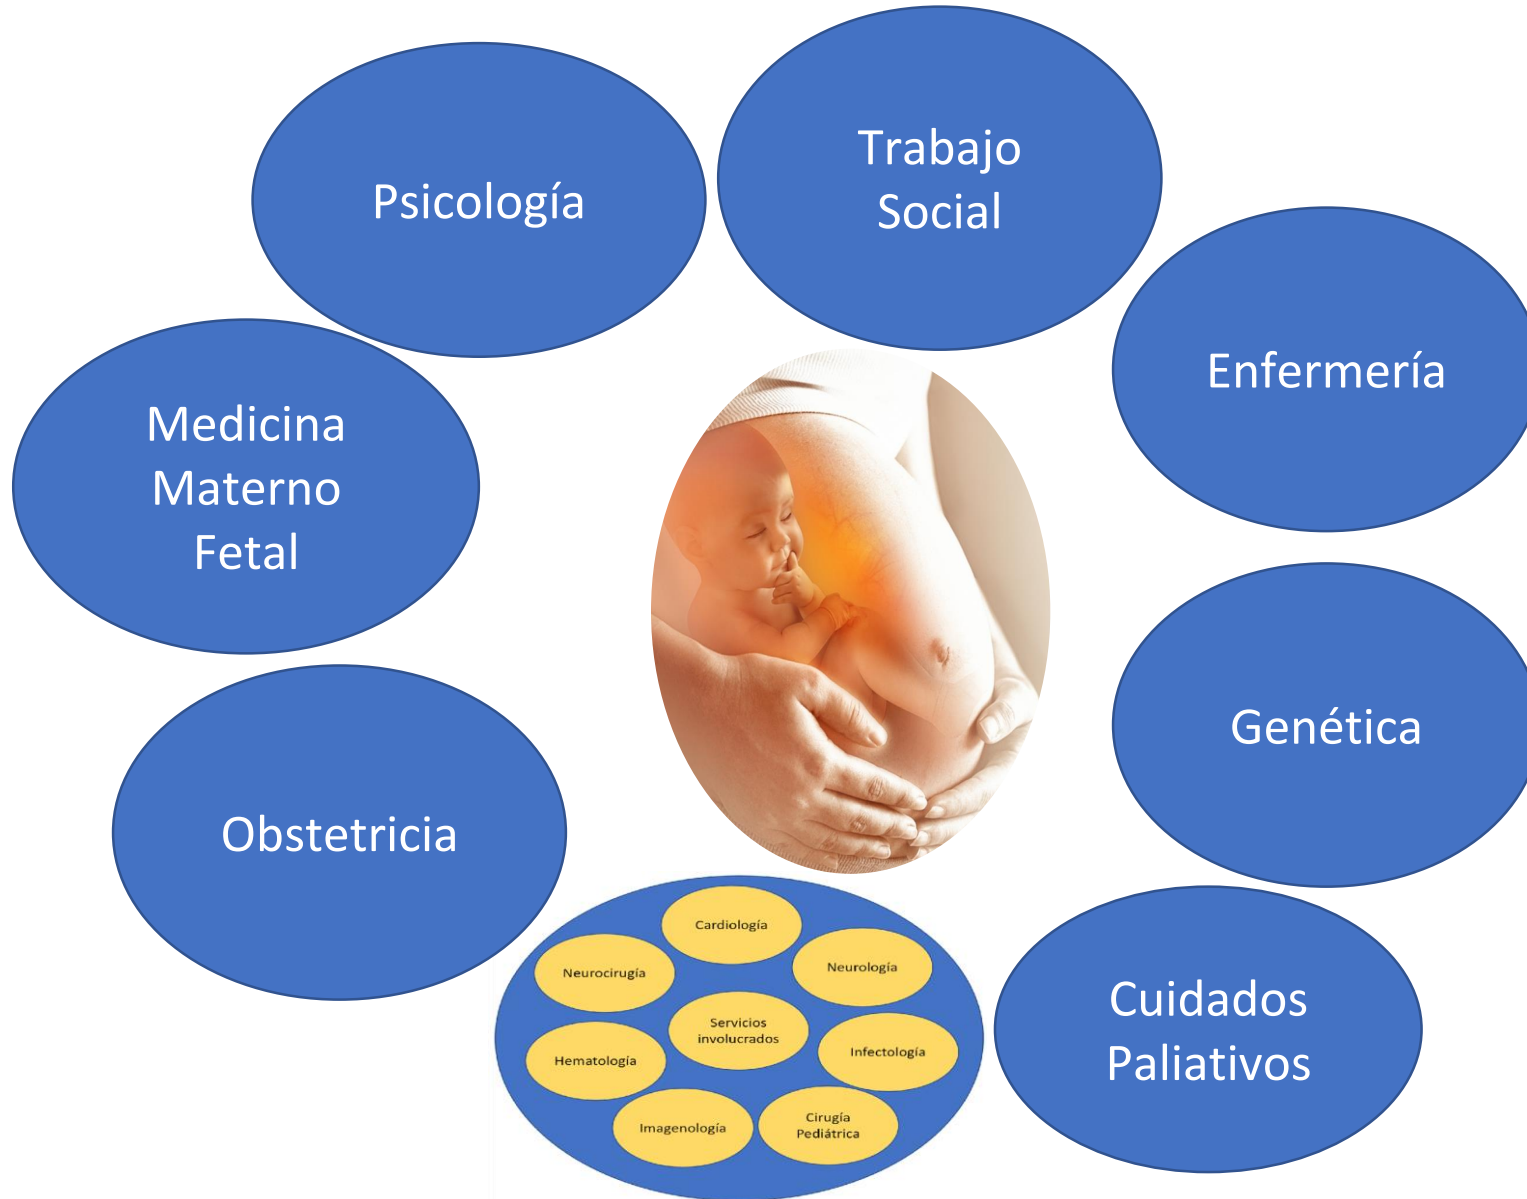 Psicología
Trabajo
Social
Enfermería
Medicina
Materno
Fetal
Genética
Obstetricia
Cuidados
Paliativos
Cardiología
Neurocirugía
Neurología
Servicios
involucrados
Hematología
Infectología
Imagenología
Cirugía
Pediátrica